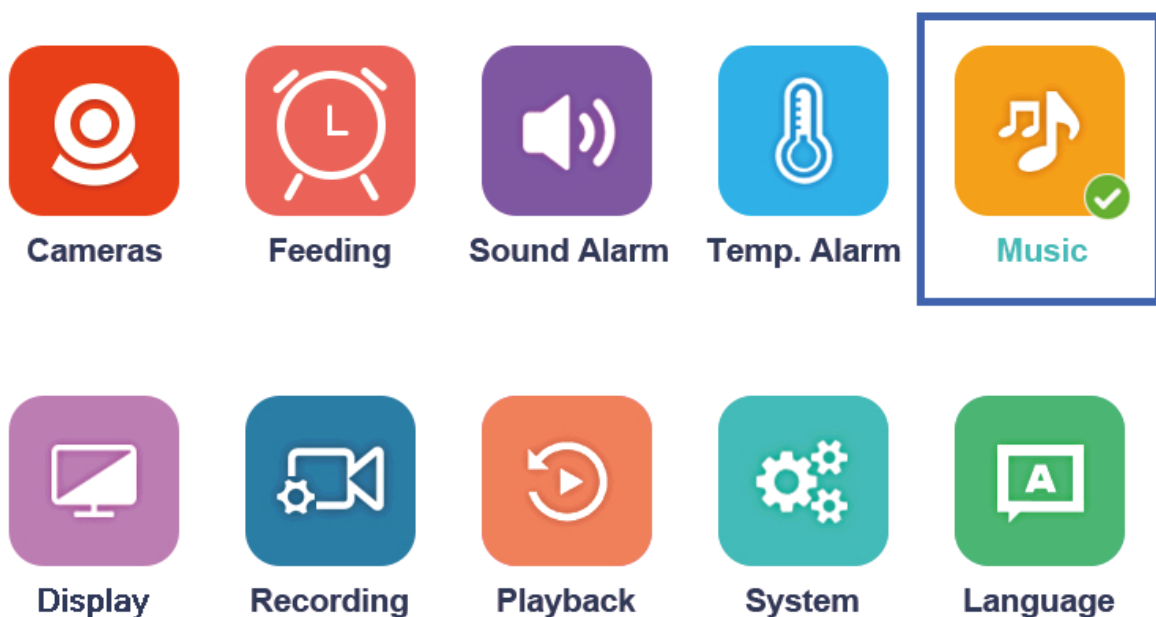 Cameras Feeding Sound Alarm Temp. Alarm Music
A
Display Recording Playback System Language